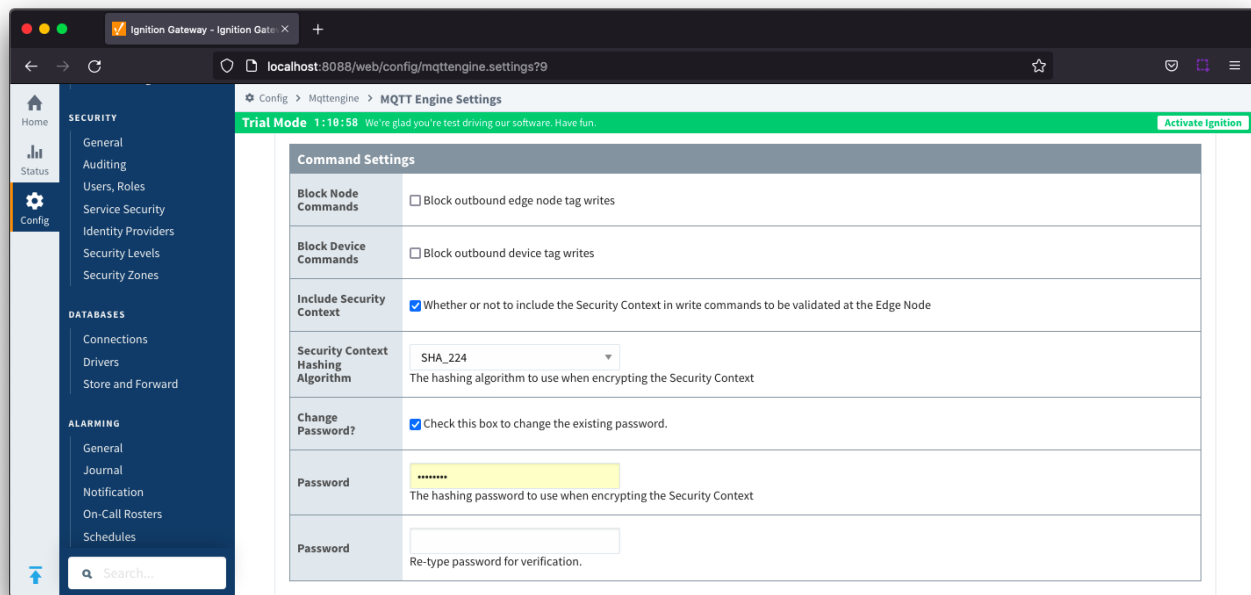 Ignition Gateway - Ignition Gate
localhost:8088/web/config/mqttengine.settings?9
Home
Status
Config
SECURITY
General
Auditing
Users, Roles
Service Security
Identity Providers
Security Levels
Security Zones
DATABASES
Connections
Drivers
Store and Forward
ALARMING
General
Journal
Notification
On-Call Rosters
Schedules
Search...
Config > Mqttengine > MQTT Engine Settings
Trial Mode 1:10:58 We're glad you're test driving our software. Have fun. Activate Ignition
Command Settings
Block Node
Commands
Block outbound edge node tag writes
Block Device
Commands
Block outbound device tag writes
Include Security
Context
Whether or not to include the Security Context in write commands to be validated at the Edge Node
Security Context
Hashing
Algorithm
SHA_224
The hashing algorithm to use when encrypting the Security Context
Change
Password?
Check this box to change the existing password.
Password
••••••••
The hashing password to use when encrypting the Security Context
Password
Re-type password for verification.